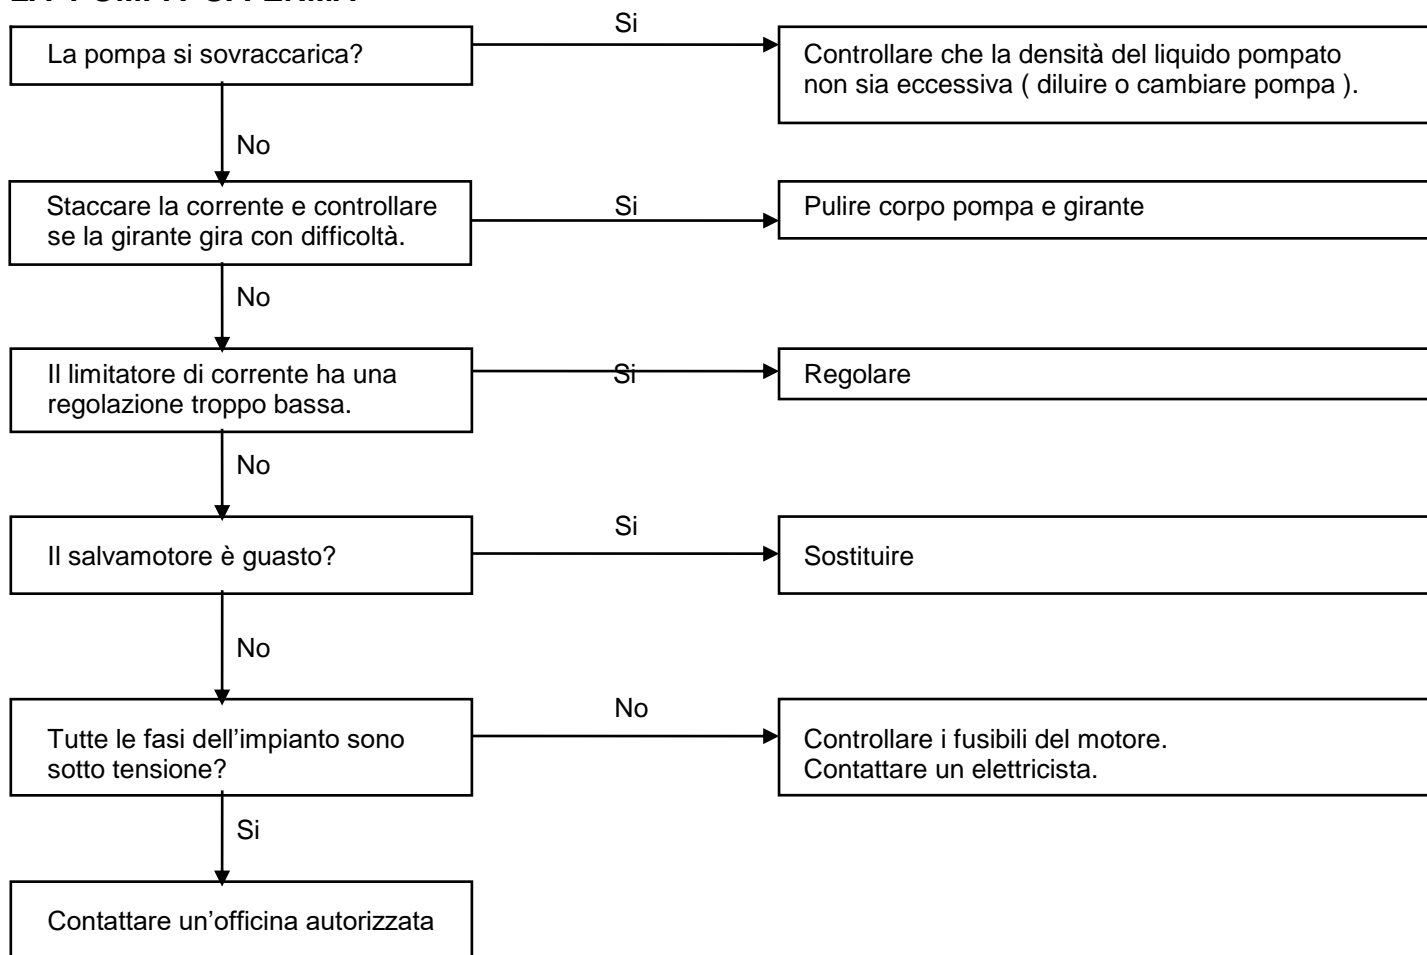 La pompa si sovraccarica?
Si
Controllare che la densità del liquido pompato
non sia eccessiva ( diluire o cambiare pompa ).
No
Staccare la corrente e controllare
se la girante gira con difficoltà.
Si
Pulire corpo pompa e girante
No
Il limitatore di corrente ha una
regolazione troppo bassa.
Si
Regolare
No
Il salvamotore è guasto?
Si
Sostituire
No
Tutte le fasi dell’impianto sono
sotto tensione?
No
Controllare i fusibili del motore.
Contattare un elettricista.
Si
Contattare un’officina autorizzata